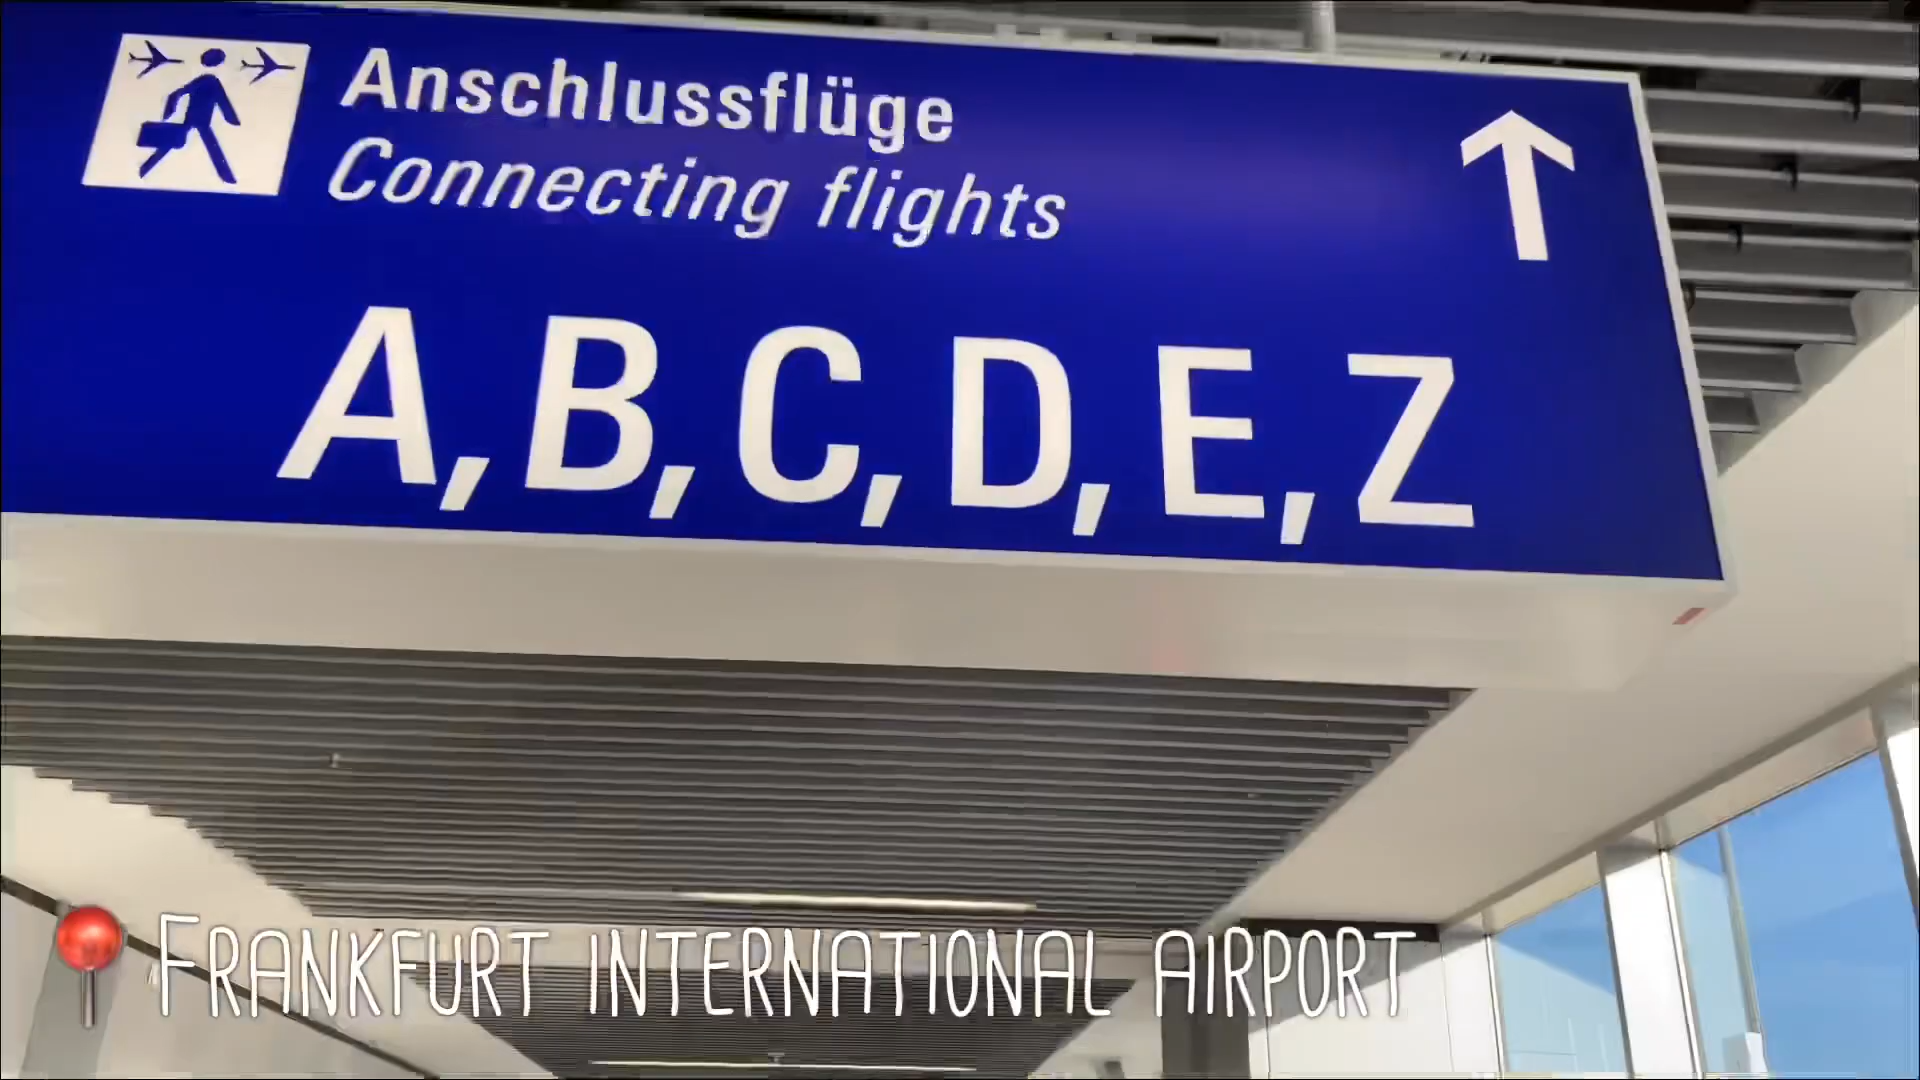 Anschlussflüge
Connecting flights
A, B, C, D, E, Z
FRANKFURT INTERNATIONAL AIRPORT